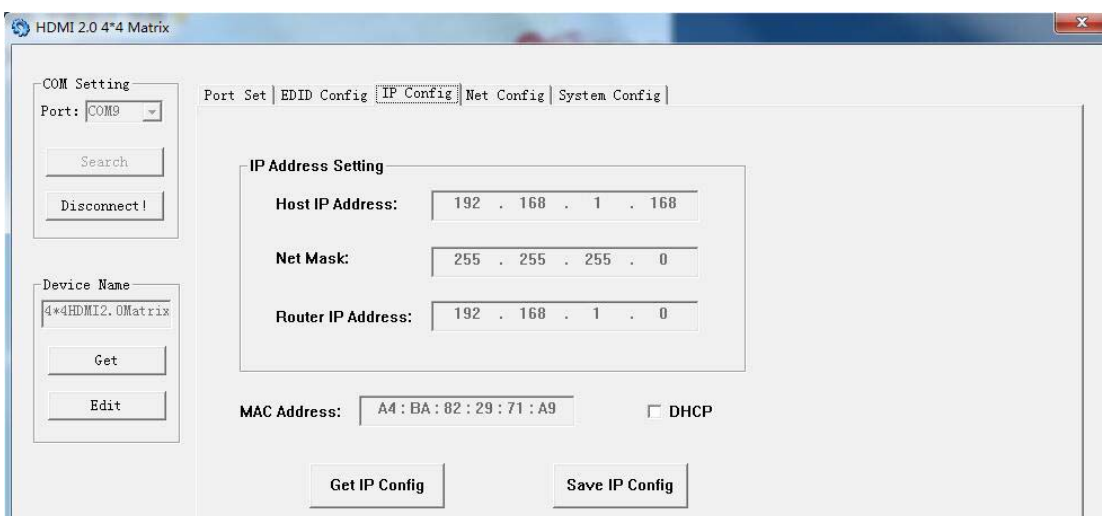 HDMI 2.0 4*4 Matrix
COM Setting
Port: COM9
Search
Disconnect!
Device Name
4*4HDMI2.0Matrix
Get
Edit
Port Set EDID Config IP Config Net Config System Config
IP Address Setting
Host IP Address: 192 . 168 . 1 . 168
Net Mask: 255 . 255 . 255 . 0
Router IP Address: 192 . 168 . 1 . 0
MAC Address: A4 : BA : 82 : 29 : 71 : A9 DHCP
Get IP Config Save IP Config